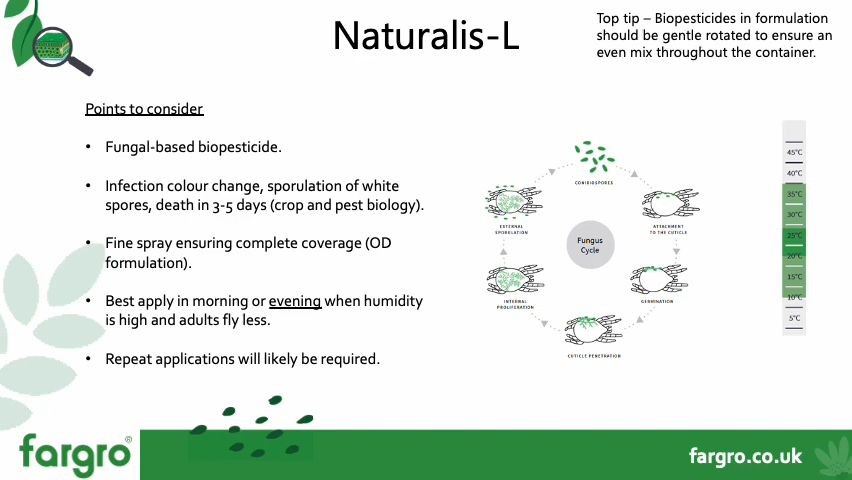 Naturalis-L
Top tip – Biopesticides in formulation
should be gentle rotated to ensure an
even mix throughout the container.
Points to consider
• Fungal-based biopesticide.
• Infection colour change, sporulation of white
spores, death in 3-5 days (crop and pest biology).
• Fine spray ensuring complete coverage (OD
formulation).
• Best apply in morning or evening when humidity
is high and adults fly less.
• Repeat applications will likely be required.
CONIDIOSPORES
ATTACHMENT
TO THE CUTICLE
GERMINATION
CUTICLE PENETRATION
INTERNAL
PROLIFERATION
EXTERNAL
SPORULATION
Fungus
Cycle
45°C
40°C
35°C
30°C
25°C
20°C
15°C
10°C
5°C
fargro®
fargro.co.uk